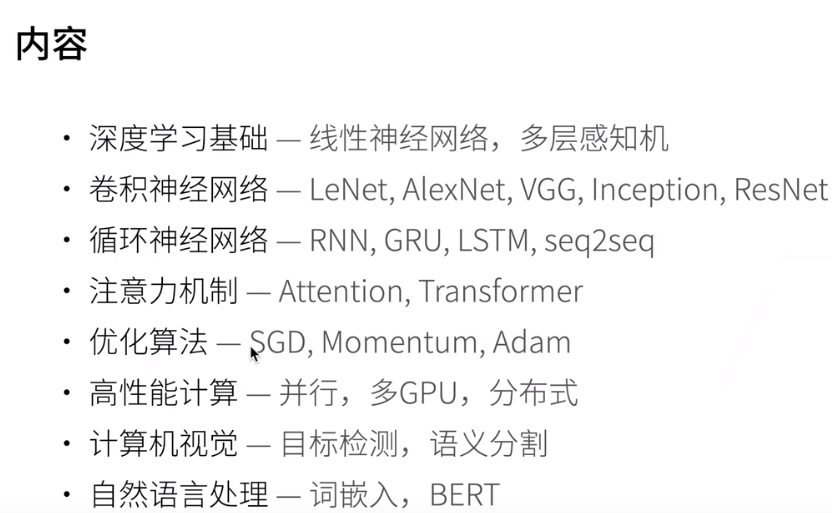 内容
• 深度学习基础 — 线性神经网络，多层感知机
• 卷积神经网络 — LeNet, AlexNet, VGG, Inception, ResNet
• 循环神经网络 — RNN, GRU, LSTM, seq2seq
• 注意力机制 — Attention, Transformer
• 优化算法 — SGD, Momentum, Adam
• 高性能计算 — 并行，多GPU，分布式
• 计算机视觉 — 目标检测，语义分割
• 自然语言处理 — 词嵌入，BERT